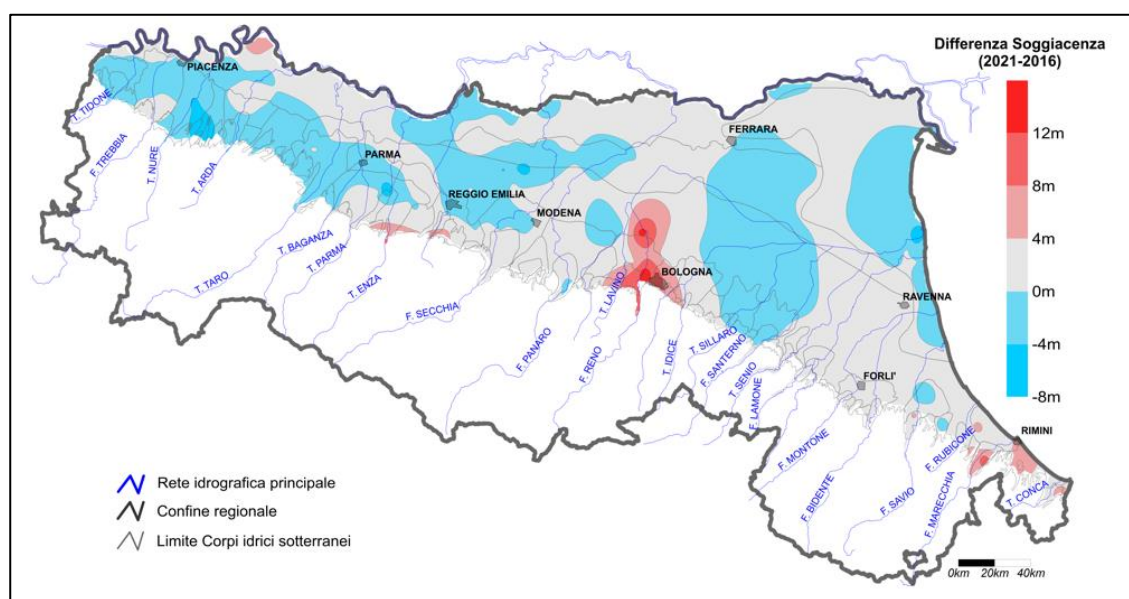 Differenza Soggiacenza
(2021-2016)
12m
8m
4m
0m
-4m
-8m
PIACENZA
T. TIDONE
F. TREBBIA
T. NURE
T. ARDA
PARMA
REGGIO EMILIA
MODENA
FERRARA
BOLOGNA
RAVENNA
FORLI'
RIMINI
T. TARO
T. BAGANZA
T. PARMA
T. ENZA
F. SECCHIA
F. PANARO
F. RENO
T. LAVINO
T. IDICE
T. SILLARO
F. SANTERNO
T. SENIO
F. LAMONE
F. MONTONE
F. BIDENTE
F. SAVIO
F. RUBICONE
F. MARECCHIA
T. CONCA
Rete idrografica principale
Confine regionale
Limite Corpi idrici sotterranei
0km 20km 40km